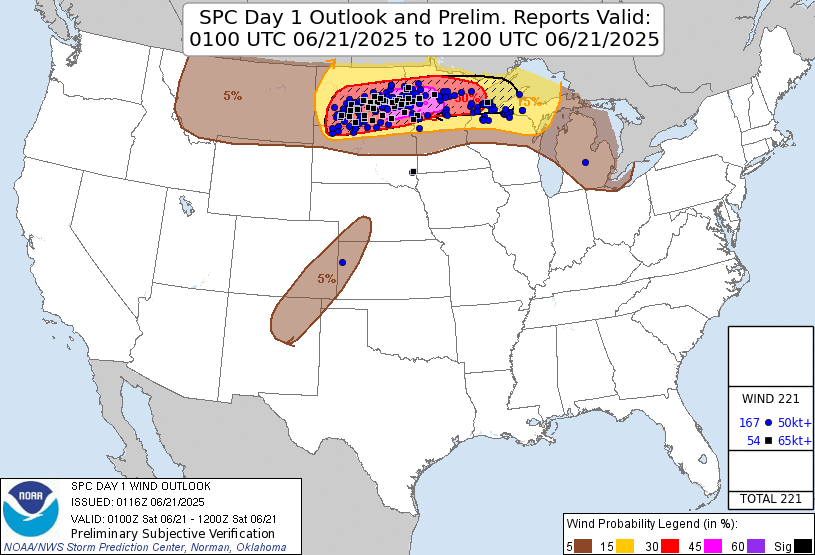 SPC Day 1 Outlook and Prelim. Reports Valid:
0100 UTC 06/21/2025 to 1200 UTC 06/21/2025
5%
30%
15%
5%
WIND 221
167 50kt+
54 65kt+
TOTAL 221
NOAA
SPC DAY 1 WIND OUTLOOK
ISSUED: 0116Z 06/21/2025
VALID: 0100Z Sat 06/21 - 1200Z Sat 06/21
Preliminary Subjective Verification
NOAA/NWS Storm Prediction Center, Norman, Oklahoma
Wind Probability Legend (in %):
5 15 30 45 60 Sig